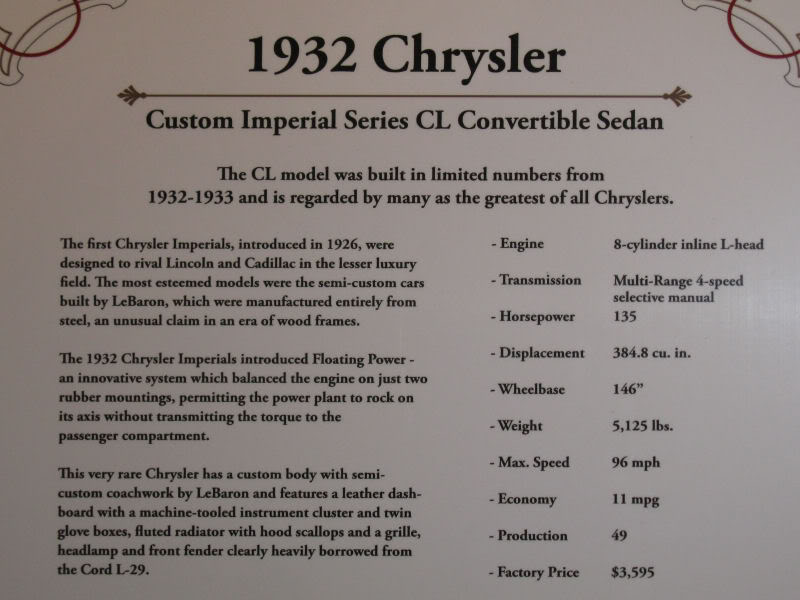 1932 Chrysler
Custom Imperial Series CL Convertible Sedan
The CL model was built in limited numbers from
1932-1933 and is regarded by many as the greatest of all Chryslers.
The first Chrysler Imperials, introduced in 1926, were
designed to rival Lincoln and Cadillac in the lesser luxury
field. The most esteemed models were the semi-custom cars
built by LeBaron, which were manufactured entirely from
steel, an unusual claim in an era of wood frames.
The 1932 Chrysler Imperials introduced Floating Power -
an innovative system which balanced the engine on just two
rubber mountings, permitting the power plant to rock on
its axis without transmitting the torque to the
passenger compartment.
This very rare Chrysler has a custom body with semi-
custom coachwork by LeBaron and features a leather dash-
board with a machine-tooled instrument cluster and twin
glove boxes, fluted radiator with hood scallops and a grille,
headlamp and front fender clearly heavily borrowed from
the Cord L-29.
- Engine 8-cylinder inline L-head
- Transmission Multi-Range 4-speed
selective manual
- Horsepower 135
- Displacement 384.8 cu. in.
- Wheelbase 146”
- Weight 5,125 lbs.
- Max. Speed 96 mph
- Economy 11 mpg
- Production 49
- Factory Price $3,595